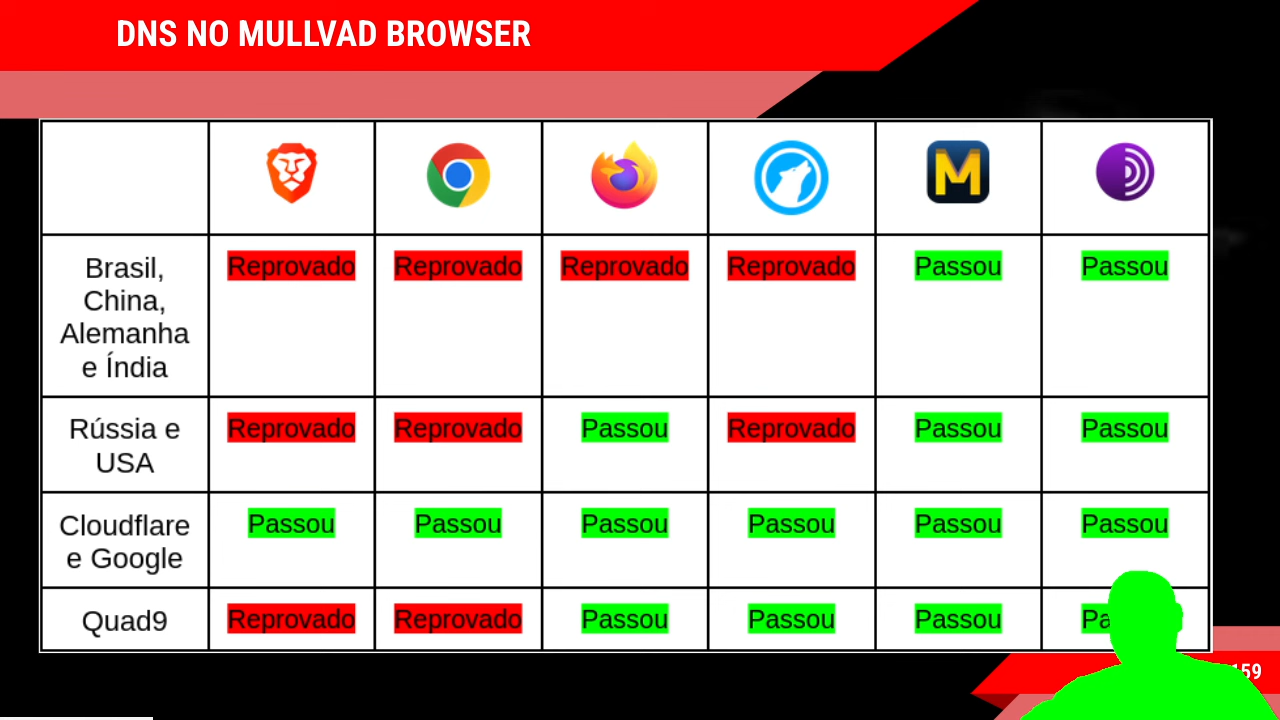 DNS NO MULLVAD BROWSER
M
Brasil, China, Alemanha e Índia
Reprovado Reprovado Reprovado Reprovado Passou Passou
Rússia e USA
Reprovado Reprovado Passou Reprovado Passou Passou
Cloudflare e Google
Passou Passou Passou Passou Passou Passou
Quad9 Reprovado Reprovado Passou Passou Passou
159